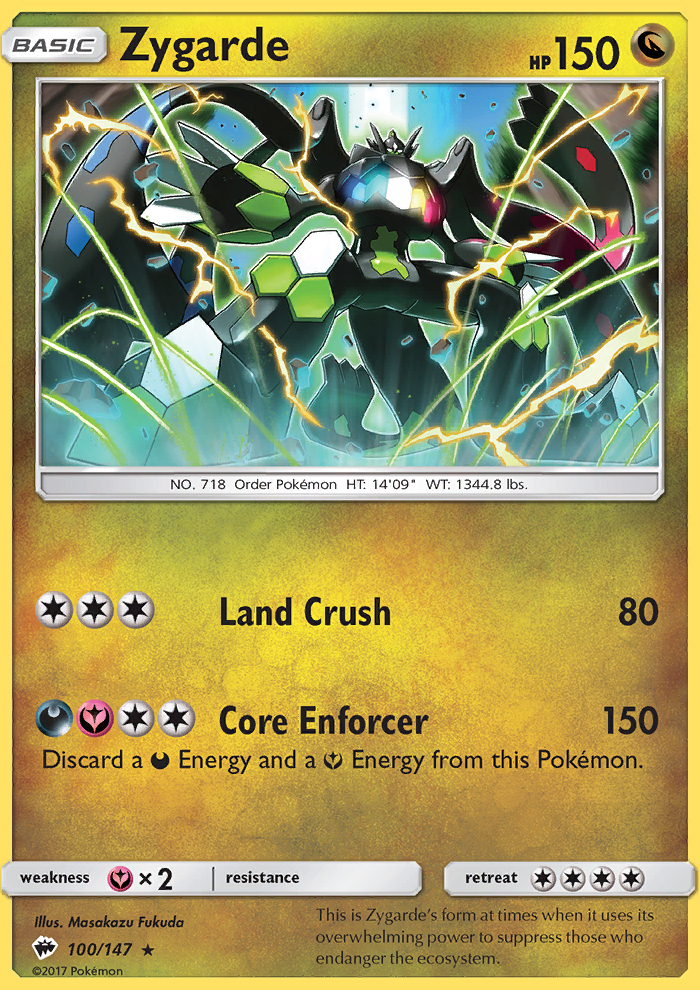 BASIC Zygarde HP 150
NO. 718 Order Pokémon HT: 14'09" WT: 1344.8 lbs.
Land Crush 80
Core Enforcer 150
Discard a Energy and a Energy from this Pokémon.
weakness ×2 resistance retreat
Illus. Masakazu Fukuda
100/147
©2017 Pokémon
This is Zygarde's form at times when it uses its
overwhelming power to suppress those who
endanger the ecosystem.